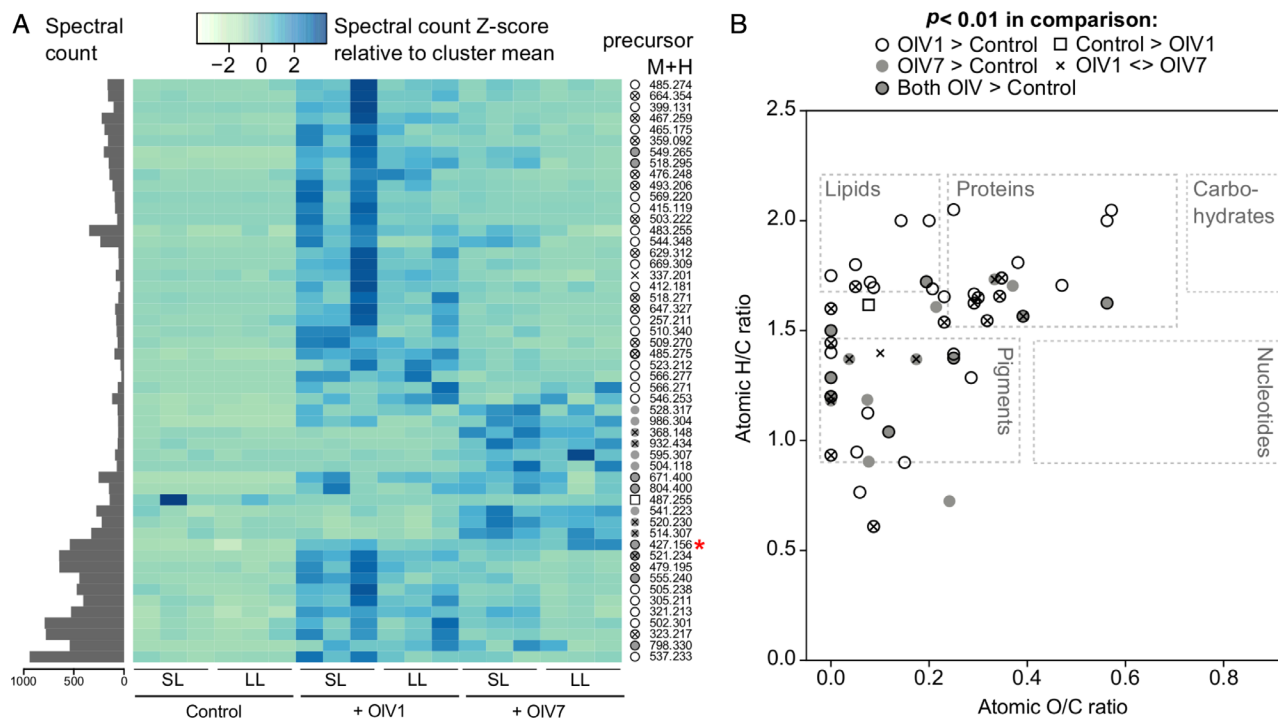 A
Spectral
count
−2 0 2
Spectral count Z-score
relative to cluster mean
precursor
M+H
485.274
664.354
399.131
467.259
465.175
359.092
549.265
518.295
476.248
493.206
569.220
415.119
503.222
483.255
544.348
629.312
669.309
337.201
412.181
518.271
647.327
257.211
510.340
509.270
485.275
523.212
566.277
566.271
546.253
528.317
986.304
368.148
932.434
595.307
504.118
671.400
804.400
487.255
541.223
520.230
514.307
427.156 *
521.234
479.195
555.240
505.238
305.211
321.213
502.301
323.217
798.330
537.233
1000 500 0
SL LL SL LL SL LL
Control + OIV1 + OIV7
B
p< 0.01 in comparison:
OIV1 > Control Control > OIV1
OIV7 > Control OIV1 <> OIV7
Both OIV > Control
2.5
2.0
1.5
1.0
0.5
0.0
Atomic H/C ratio
Lipids
Proteins
Carbo-
hydrates
Pigments
Nucleotides
0.0 0.2 0.4 0.6 0.8
Atomic O/C ratio